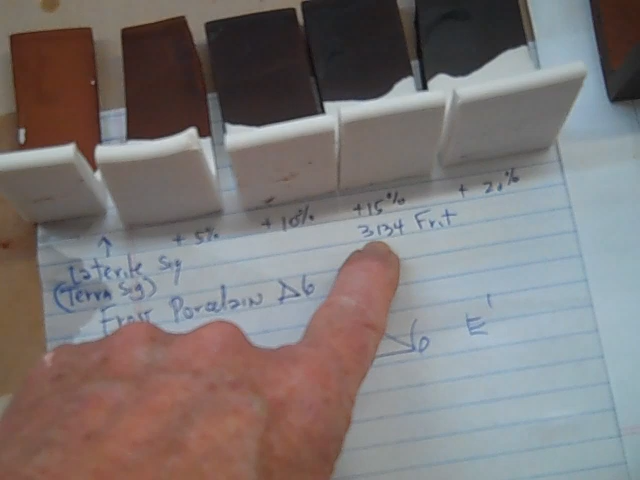 ↑ +5% +10% +15% + 20%
3134 Frit
Laterite Sig
(Terra Sig)
Frost Porcelain Δ6
Δ6 E'